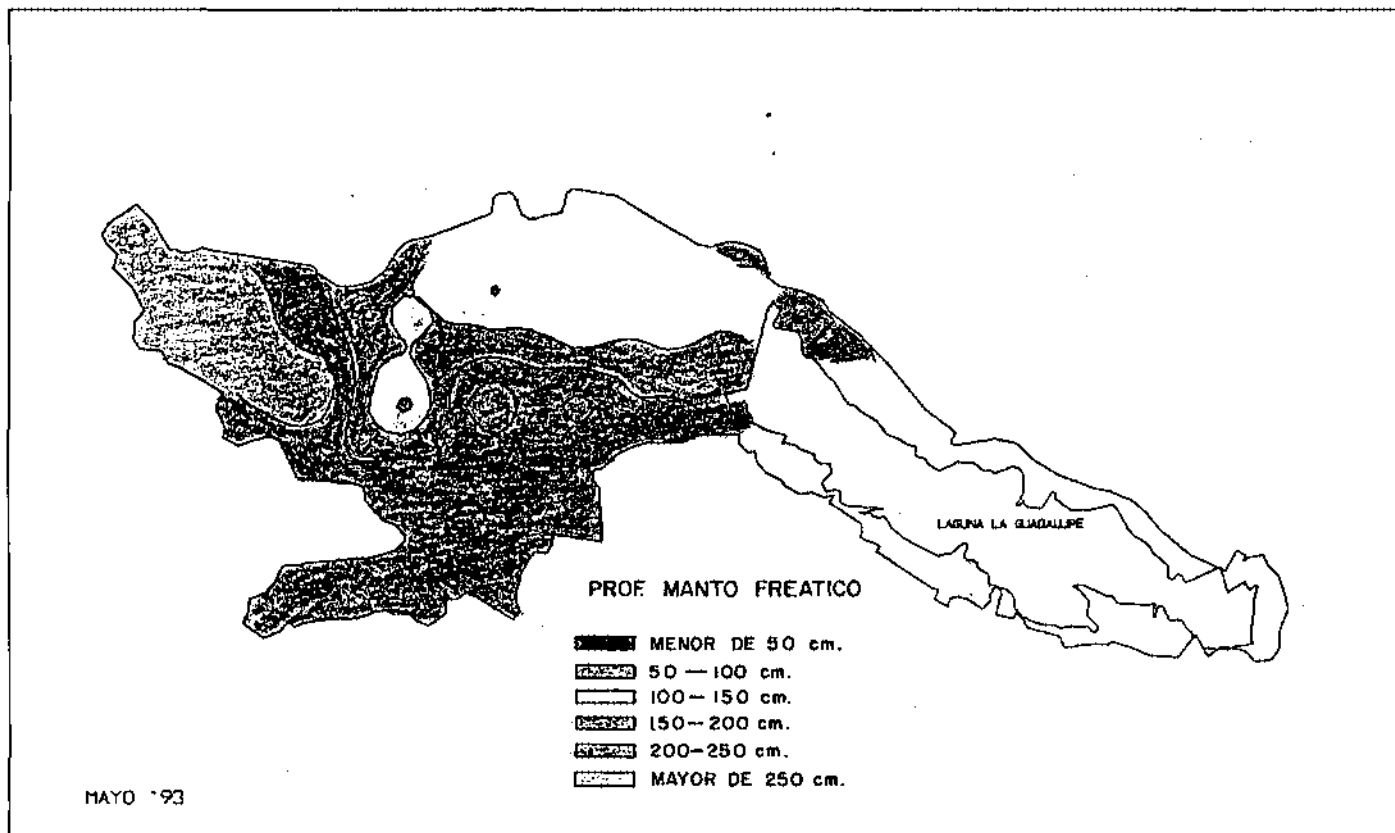 LAGUNA LA GUADALUPE
PROF. MANTO FREATICO
MENOR DE 50 cm.
50 — 100 cm.
100 — 150 cm.
150 — 200 cm.
200 - 250 cm.
MAYOR DE 250 cm.
MAYO '93